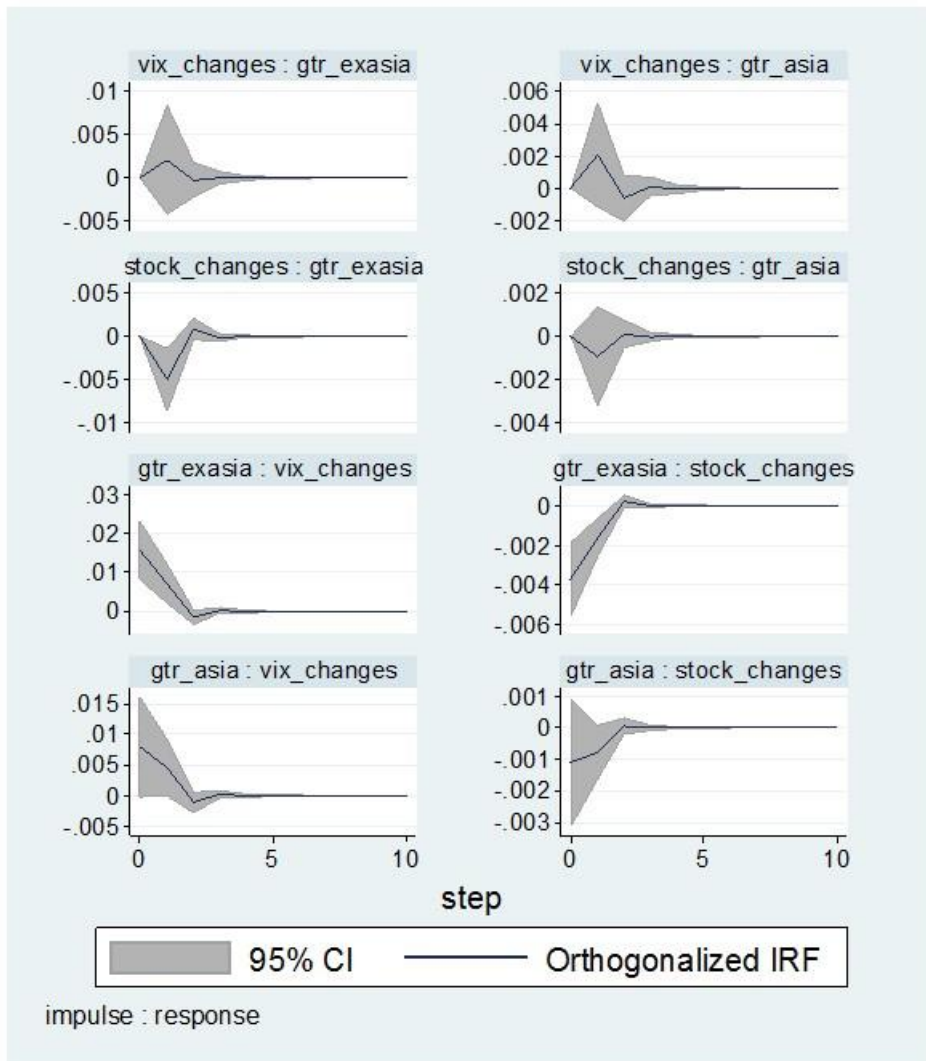 vix_changes : gtr_exasia
.01
.005
0
-.005
vix_changes : gtr_asia
.006
.004
.002
0
-.002
stock_changes : gtr_exasia
.005
0
-.005
-.01
stock_changes : gtr_asia
.002
0
-.002
-.004
gtr_exasia : vix_changes
.03
.02
.01
0
gtr_exasia : stock_changes
0
-.002
-.004
-.006
gtr_asia : vix_changes
.015
.01
.005
0
-.005
0 5 10
gtr_asia : stock_changes
.001
0
-.001
-.002
-.003
0 5 10
step
95% CI Orthogonalized IRF
impulse : response